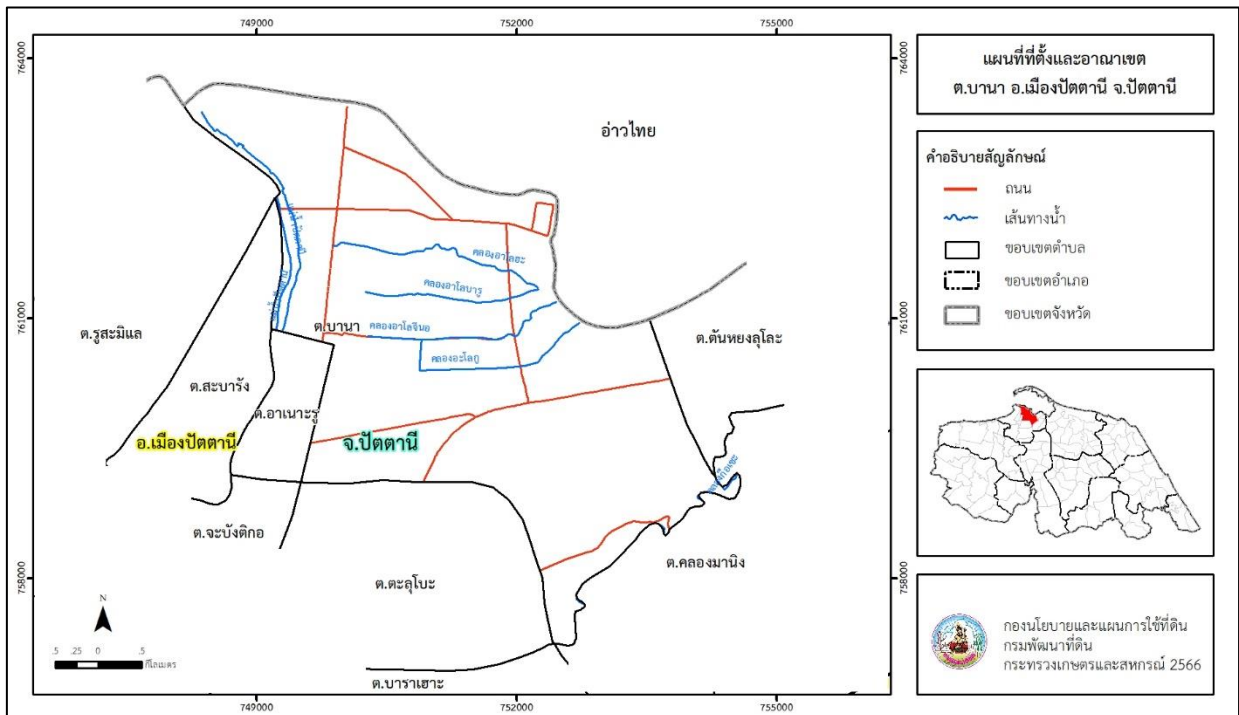 749000
752000
755000
764000
764000
แผนที่ที่ตั้งและอาณาเขต
ต.บานา อ.เมืองปัตตานี จ.ปัตตานี
อ่าวไทย
คำอธิบายสัญลักษณ์
ถนน
เส้นทางน้ำ
ขอบเขตตำบล
ขอบเขตอำเภอ
ขอบเขตจังหวัด
คลองอาโลฮะ
คลองอาโลบารู
761000
761000
ต.รูสะมิแล
ต.บานา
คลองอาโลจีนอ
ต.ตันหยงลุโละ
คลองอะโลกู
ต.สะบารัง
ต.อาเนาะรู
อ.เมืองปัตตานี
จ.ปัตตานี
ต.จะบังติกอ
ต.ตะลุโบะ
ต.คลองมานิง
758000
758000
N
.5 .25 0 .5
กิโลเมตร
ต.บาราเฮาะ
กองนโยบายและแผนการใช้ที่ดิน
กรมพัฒนาที่ดิน
กระทรวงเกษตรและสหกรณ์ 2566
749000
752000
755000